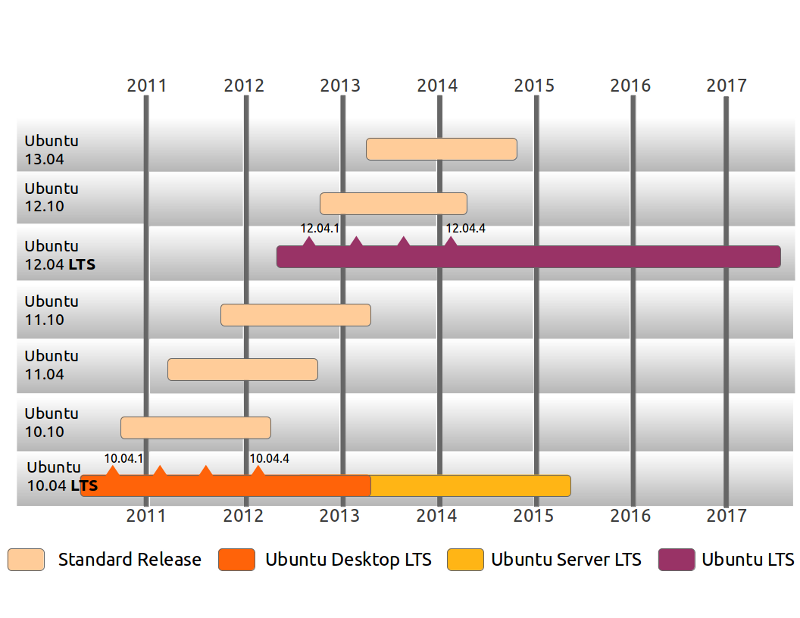 2011 2012 2013 2014 2015 2016 2017
Ubuntu
13.04
Ubuntu
12.10
12.04.1 12.04.4
Ubuntu
12.04 LTS
Ubuntu
11.10
Ubuntu
11.04
Ubuntu
10.10
10.04.1 10.04.4
Ubuntu
10.04 LTS
2011 2012 2013 2014 2015 2016 2017
Standard Release Ubuntu Desktop LTS Ubuntu Server LTS Ubuntu LTS